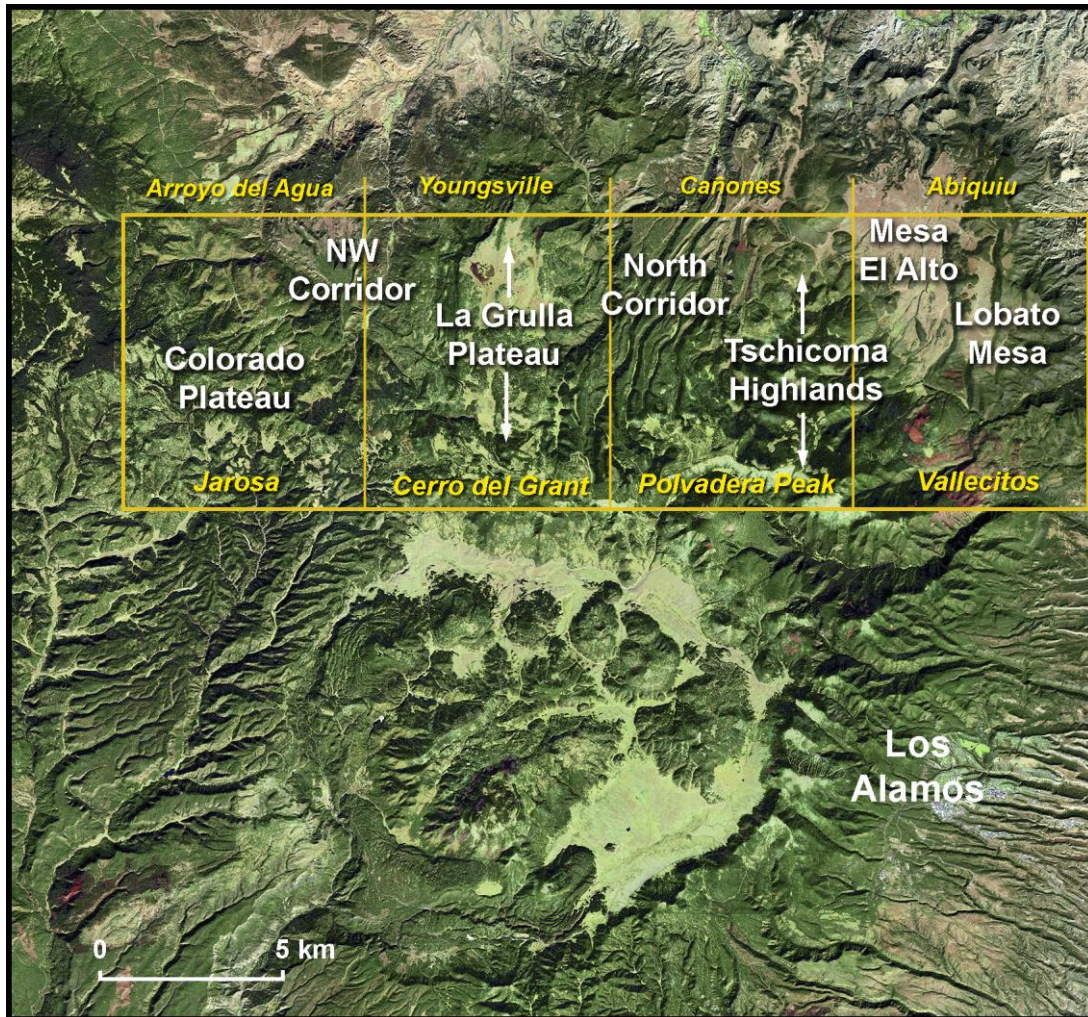 Arroyo del Agua
Youngsville
Cañones
Abiquiu
NW
Corridor
La Grulla
Plateau
North
Corridor
Mesa
El Alto
Lobato
Mesa
Colorado
Plateau
Tschicoma
Highlands
Jarosa
Cerro del Grant
Polvadera Peak
Vallecitos
Los
Alamos
0
5 km